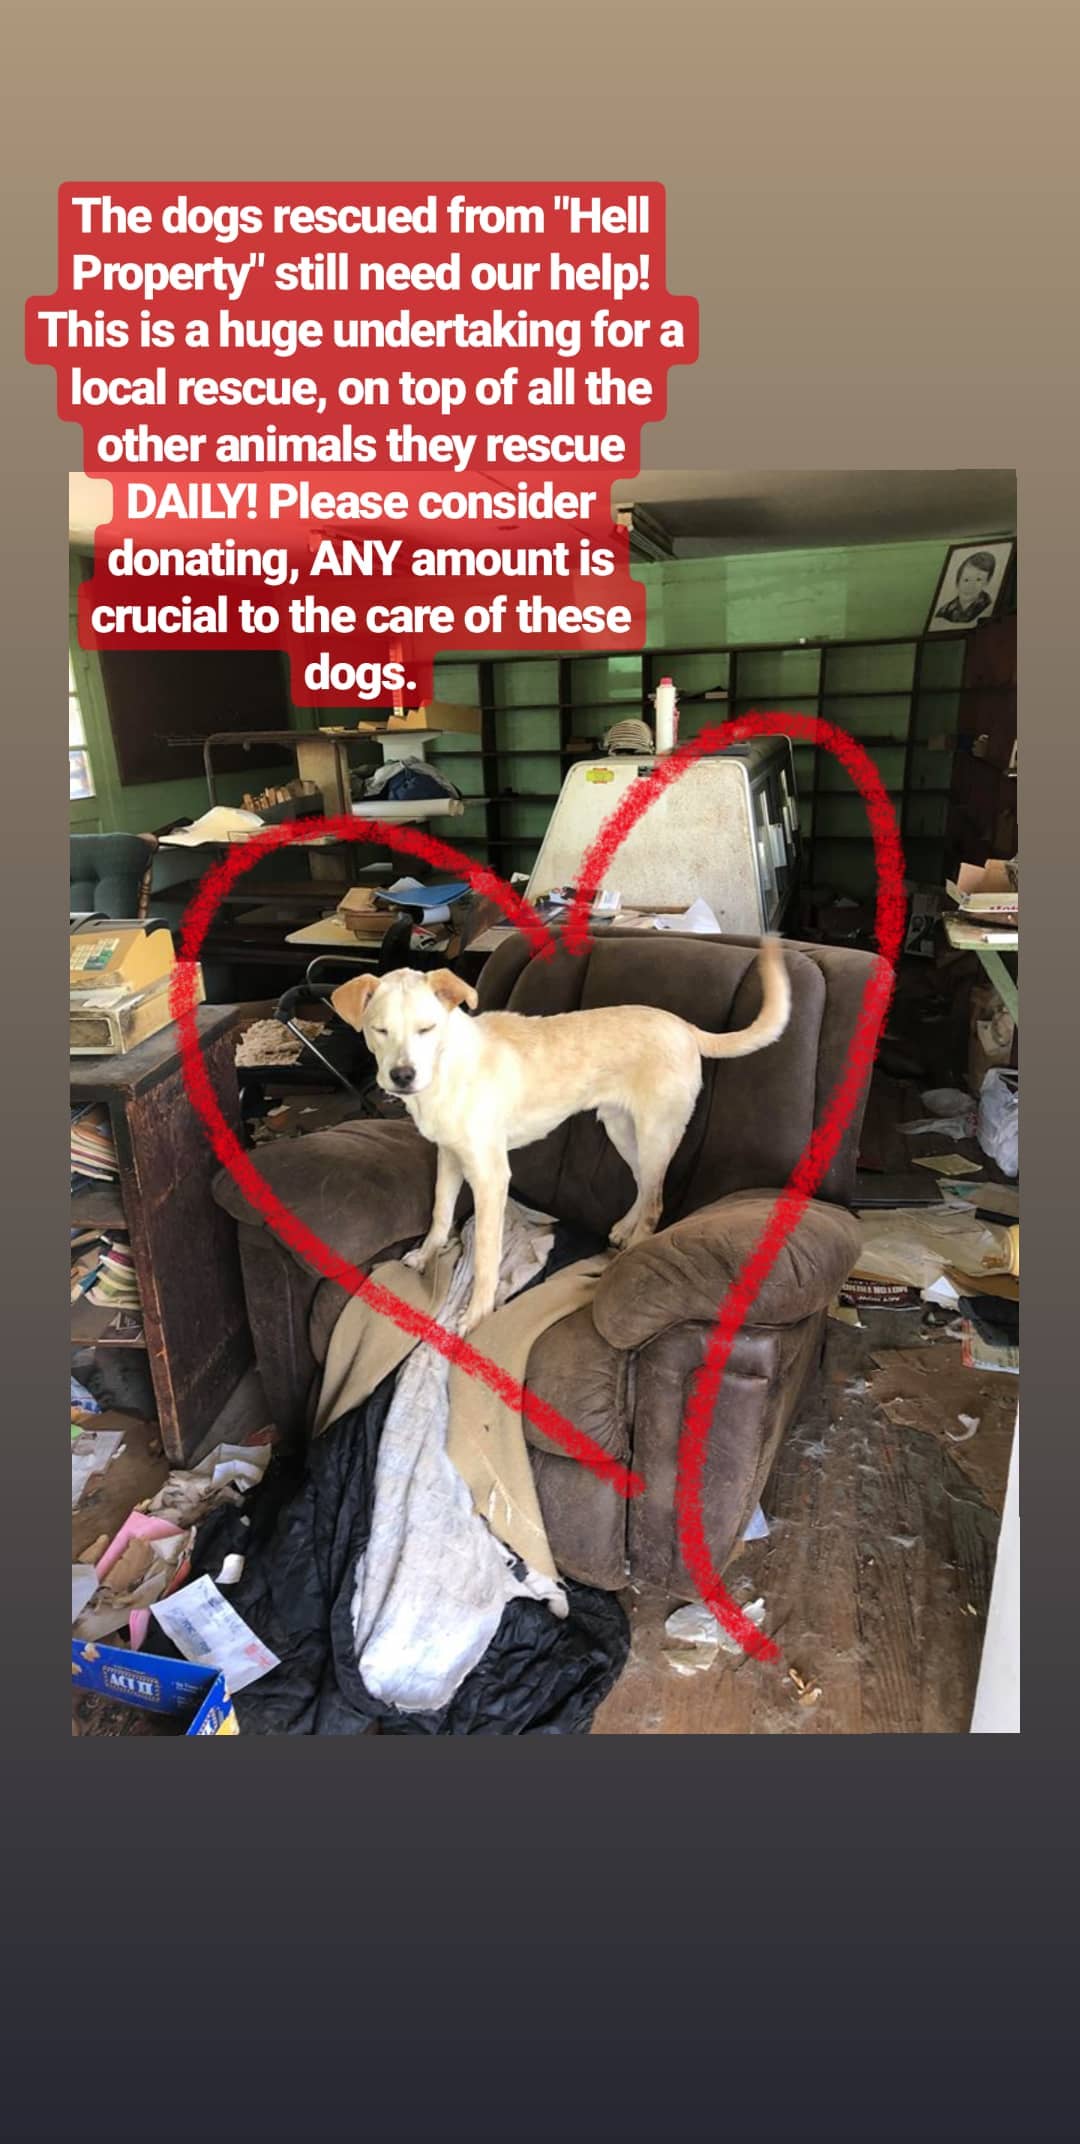 The dogs rescued from "Hell
Property" still need our help!
This is a huge undertaking for a
local rescue, on top of all the
other animals they rescue
DAILY! Please consider
donating, ANY amount is
crucial to the care of these
dogs.